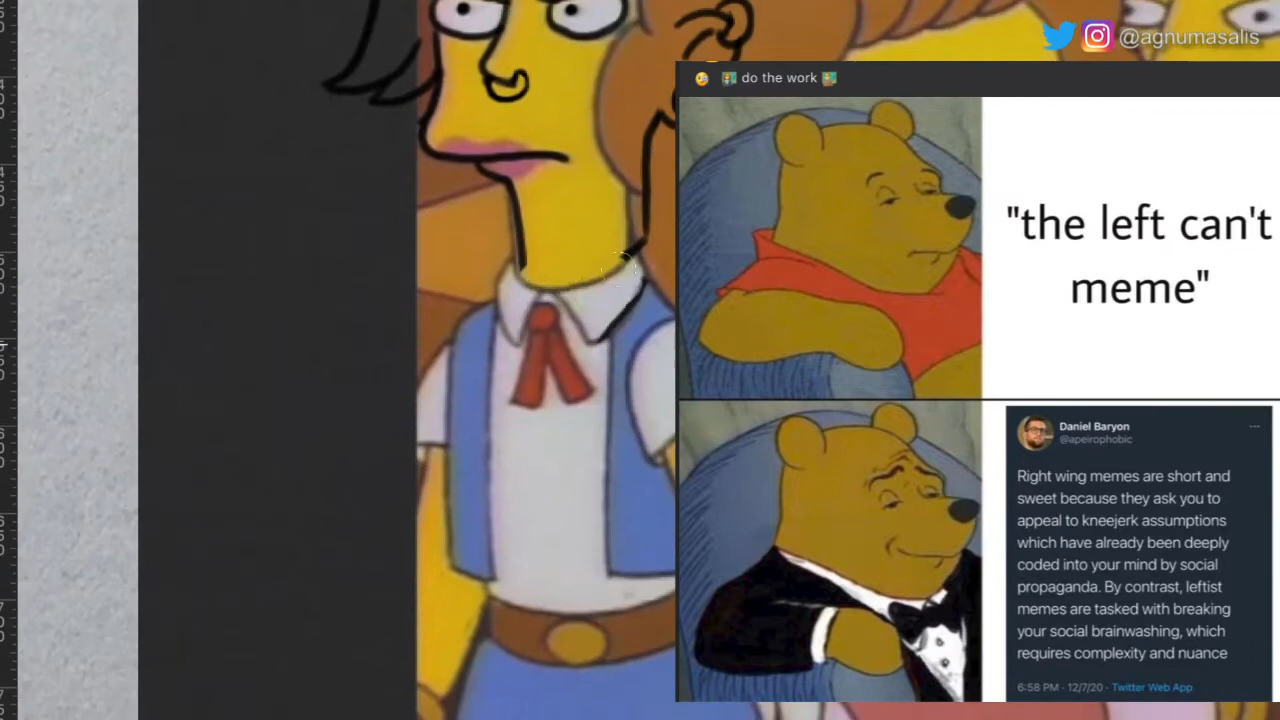 @agnumasalis
do the work
"the left can't
meme"
Daniel Baryon
@apeirophobic
Right wing memes are short and
sweet because they ask you to
appeal to kneejerk assumptions
which have already been deeply
coded into your mind by social
propaganda. By contrast, leftist
memes are tasked with breaking
your social brainwashing, which
requires complexity and nuance
6:58 PM · 12/7/20 · Twitter Web App